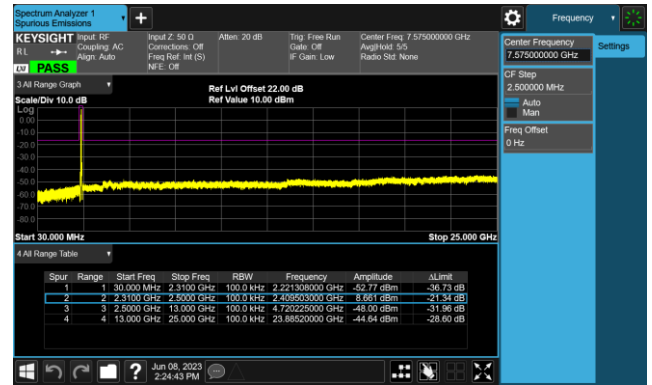 Spectrum Analyzer 1
Spurious Emissions
+
Frequency
KEYSIGHT Input: RF
RL
Coupling: AC
Align: Auto
Input Z: 50 Ω
Corrections: Off
Freq Ref: Int (S)
NFE: Off
Atten: 20 dB
Trig: Free Run
Gate: Off
IF Gain: Low
Center Freq: 7.575000000 GHz
Avg|Hold: 5/5
Radio Std: None
LXI PASS
Center Frequency
7.575000000 GHz
Settings
CF Step
2.500000 MHz
Auto
Man
Freq Offset
0 Hz
3 All Range Graph
Scale/Div 10.0 dB
Ref Lvl Offset 22.00 dB
Ref Value 10.00 dBm
Log
0.00
-10.0
-20.0
-30.0
-40.0
-50.0
-60.0
-70.0
-80.0
Start 30.000 MHz
Stop 25.000 GHz
4 All Range Table
Spur Range Start Freq Stop Freq RBW Frequency Amplitude ΔLimit
1 1 30.000 MHz 2.3100 GHz 100.0 kHz 2.221308000 GHz -52.77 dBm -36.73 dB
2 2 2.3100 GHz 2.5000 GHz 100.0 kHz 2.409503000 GHz 8.661 dBm -21.34 dB
3 3 2.5000 GHz 13.000 GHz 100.0 kHz 4.720225000 GHz -48.00 dBm -31.96 dB
4 4 13.000 GHz 25.000 GHz 100.0 kHz 23.88520000 GHz -44.64 dBm -28.60 dB
?
Jun 08, 2023
2:24:43 PM